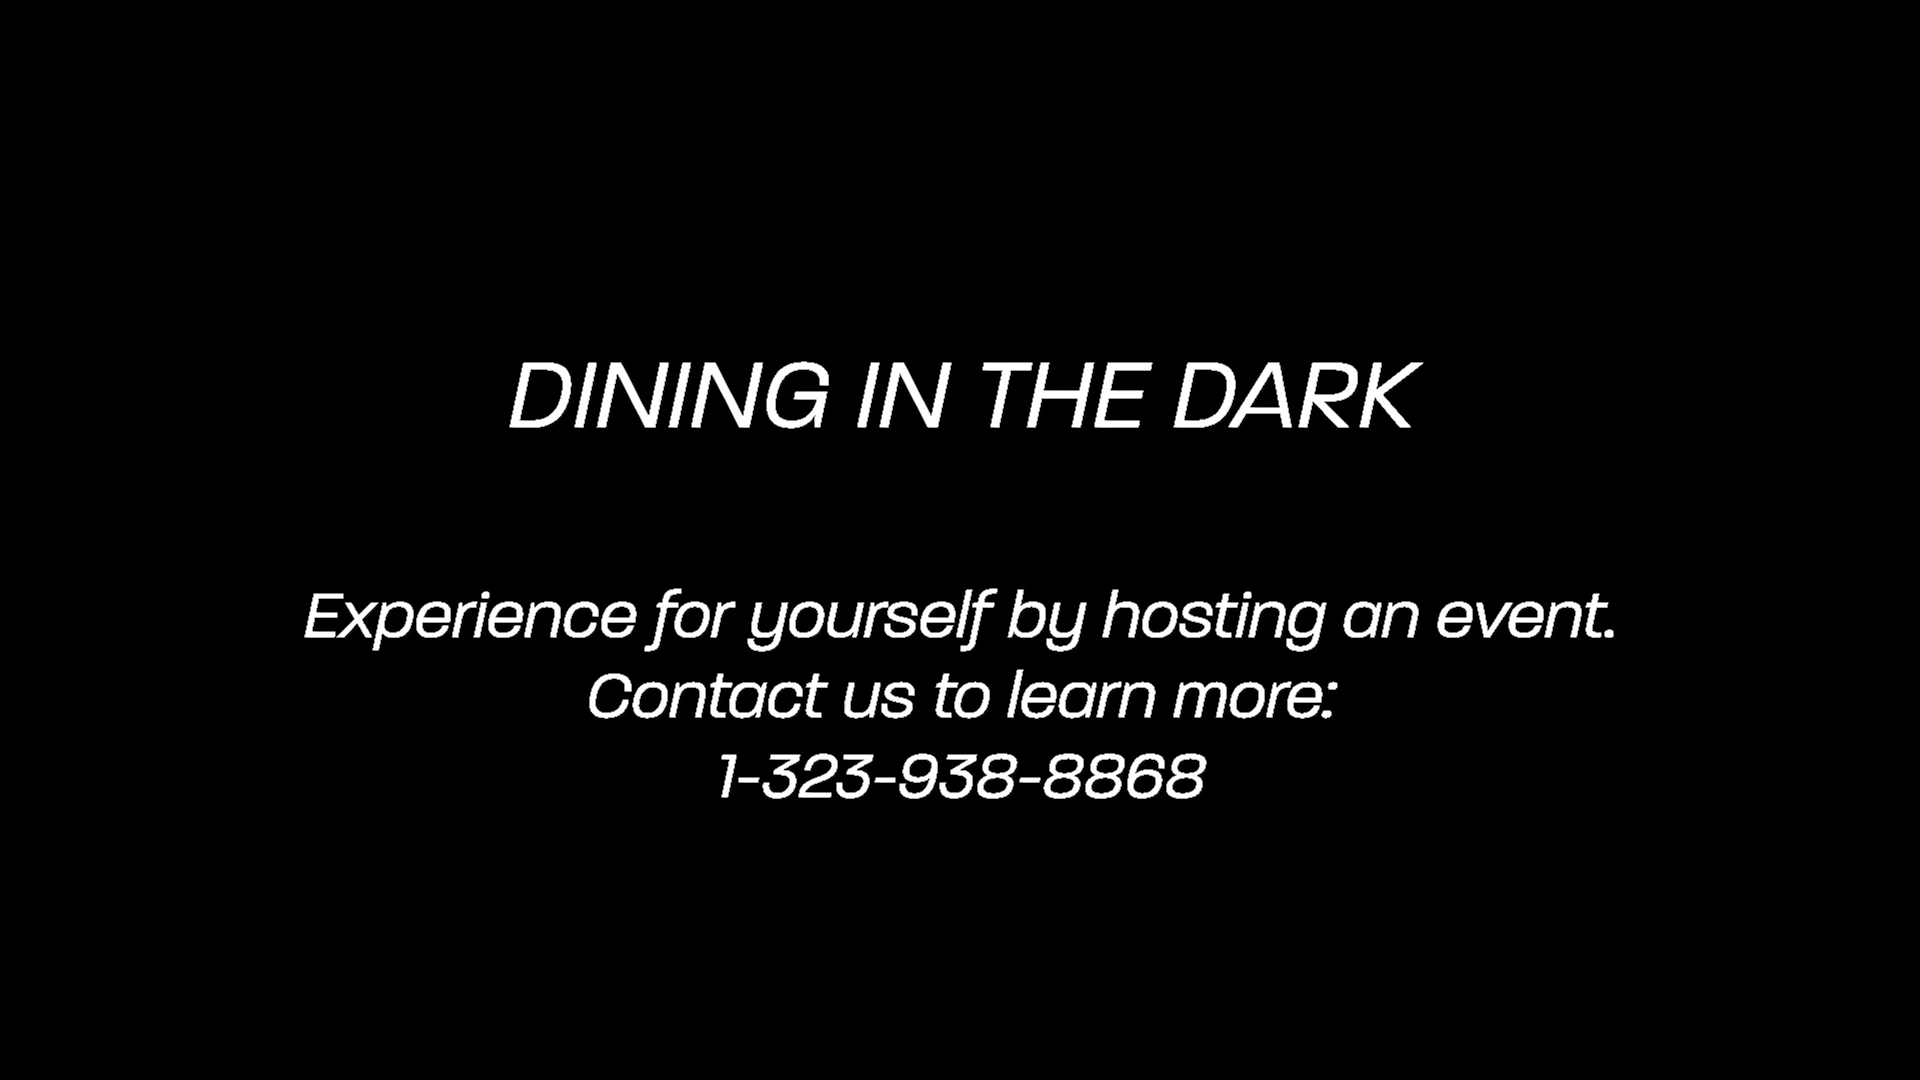 DINING IN THE DARK
Experience for yourself by hosting an event.
Contact us to learn more:
1-323-938-8868